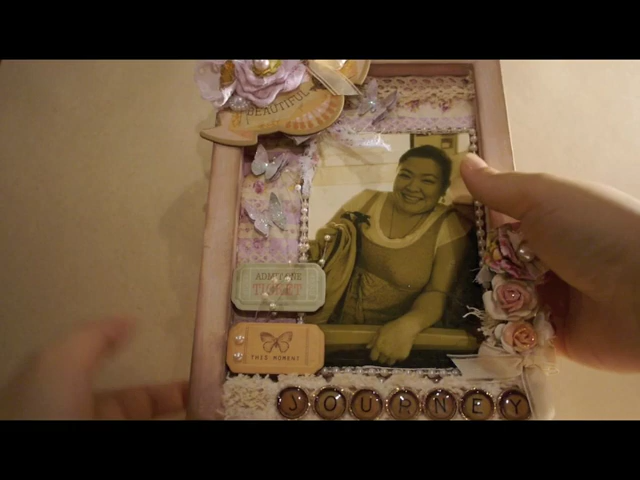 BEAUTIFUL
ADMIT ONE
TICKET
THIS MOMENT
JOURNEY